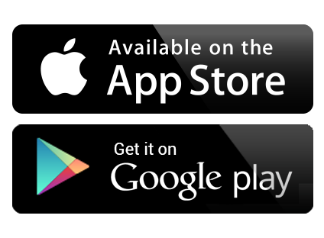 Available on the
App Store
Get it on
Google play